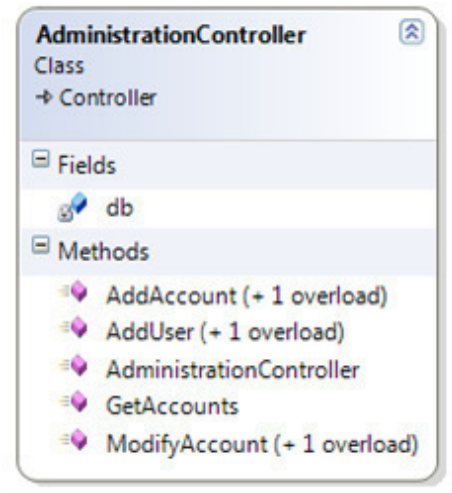 AdministrationController
Class
Controller
Fields
db
Methods
AddAccount (+ 1 overload)
AddUser (+ 1 overload)
AdministrationController
GetAccounts
ModifyAccount (+ 1 overload)